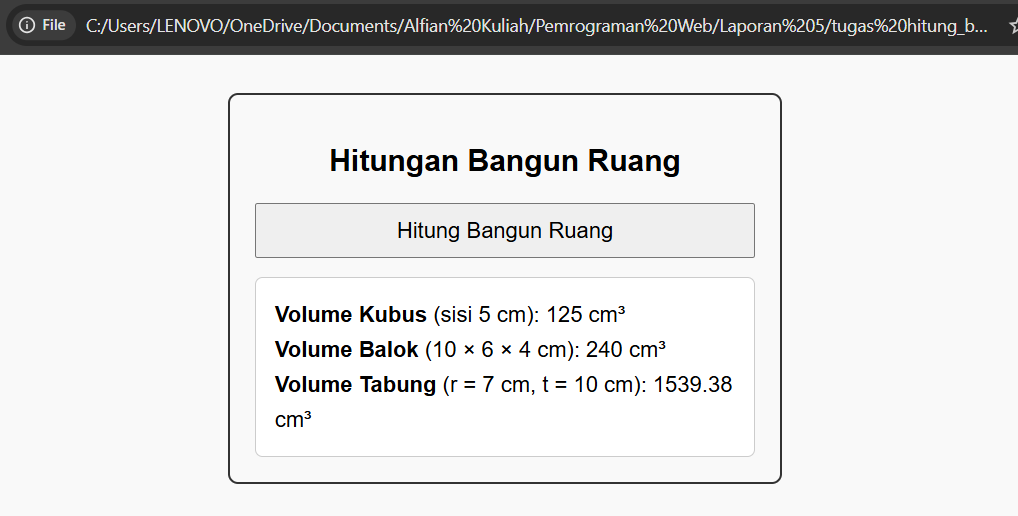 File C:/Users/LENOVO/OneDrive/Documents/Alfian%20Kuliah/Pemrograman%20Web/Laporan%205/tugas%20hitung_b...
Hitungan Bangun Ruang
Hitung Bangun Ruang
Volume Kubus (sisi 5 cm): 125 cm³
Volume Balok (10 × 6 × 4 cm): 240 cm³
Volume Tabung (r = 7 cm, t = 10 cm): 1539.38
cm³